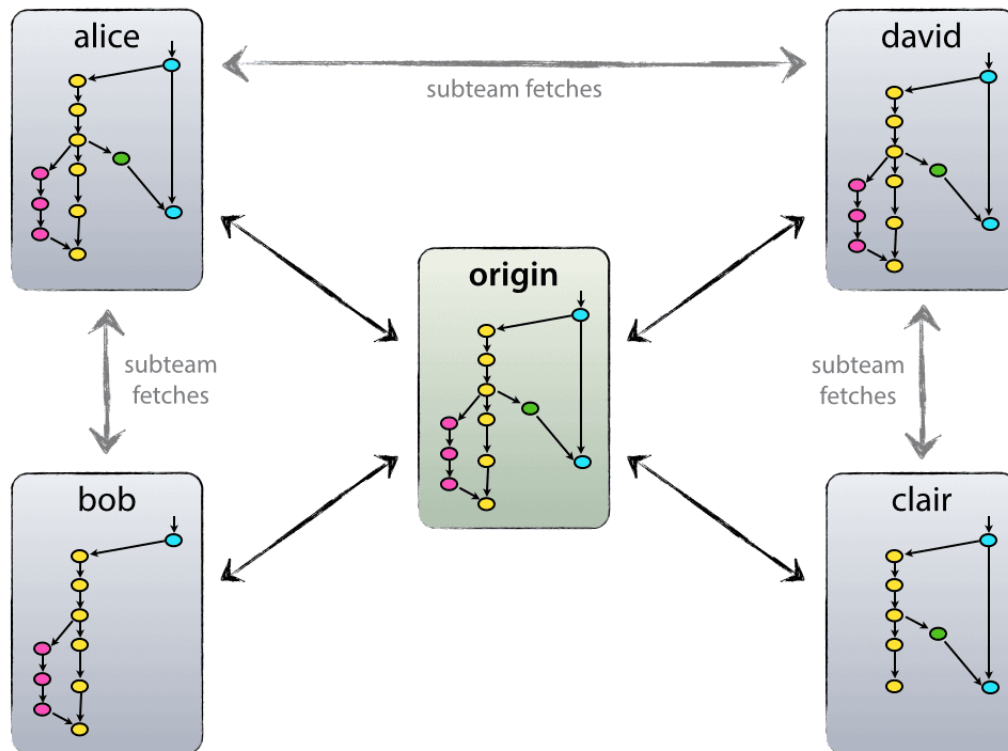 alice
david
subteam fetches
origin
subteam
fetches
subteam
fetches
bob
clair